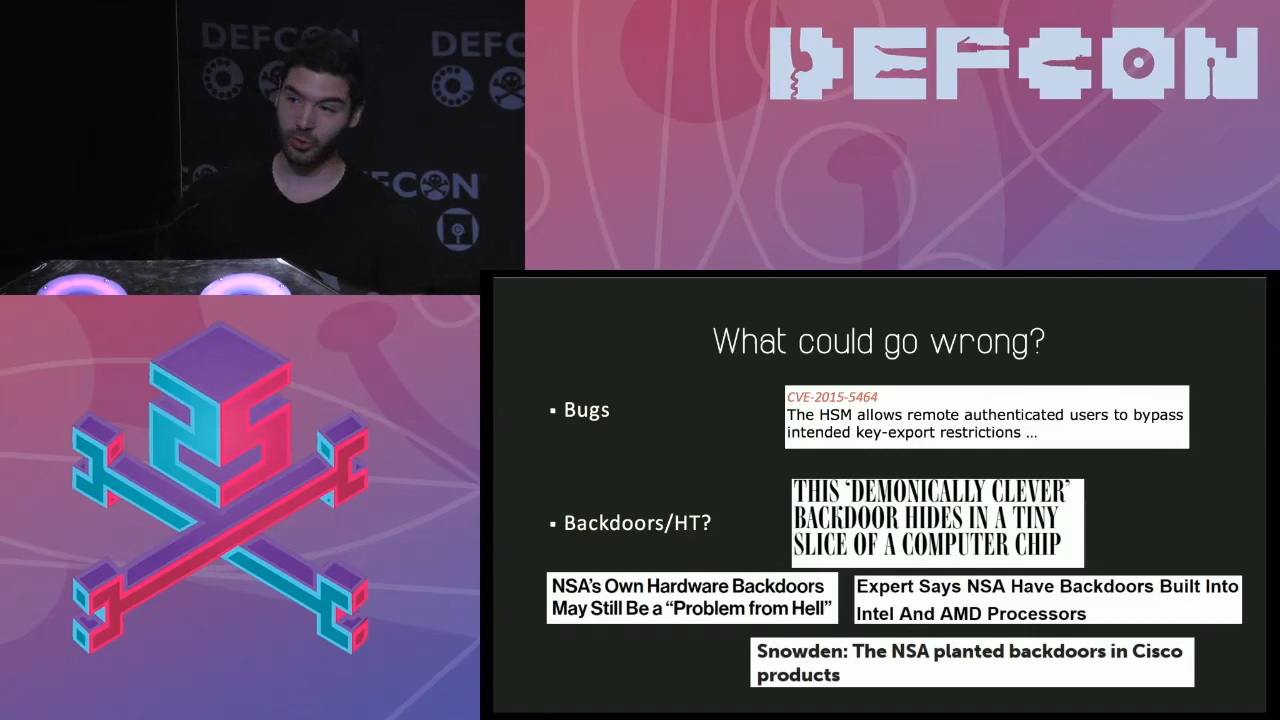 DEFCON
DEFCON
DEFC
DEFCON
What could go wrong?
▪ Bugs
CVE-2015-5464
The HSM allows remote authenticated users to bypass
intended key-export restrictions ...
▪ Backdoors/HT?
THIS ‘DEMONICALLY CLEVER’
BACKDOOR HIDES IN A TINY
SLICE OF A COMPUTER CHIP
NSA’s Own Hardware Backdoors
May Still Be a “Problem from Hell”
Expert Says NSA Have Backdoors Built Into
Intel And AMD Processors
Snowden: The NSA planted backdoors in Cisco
products